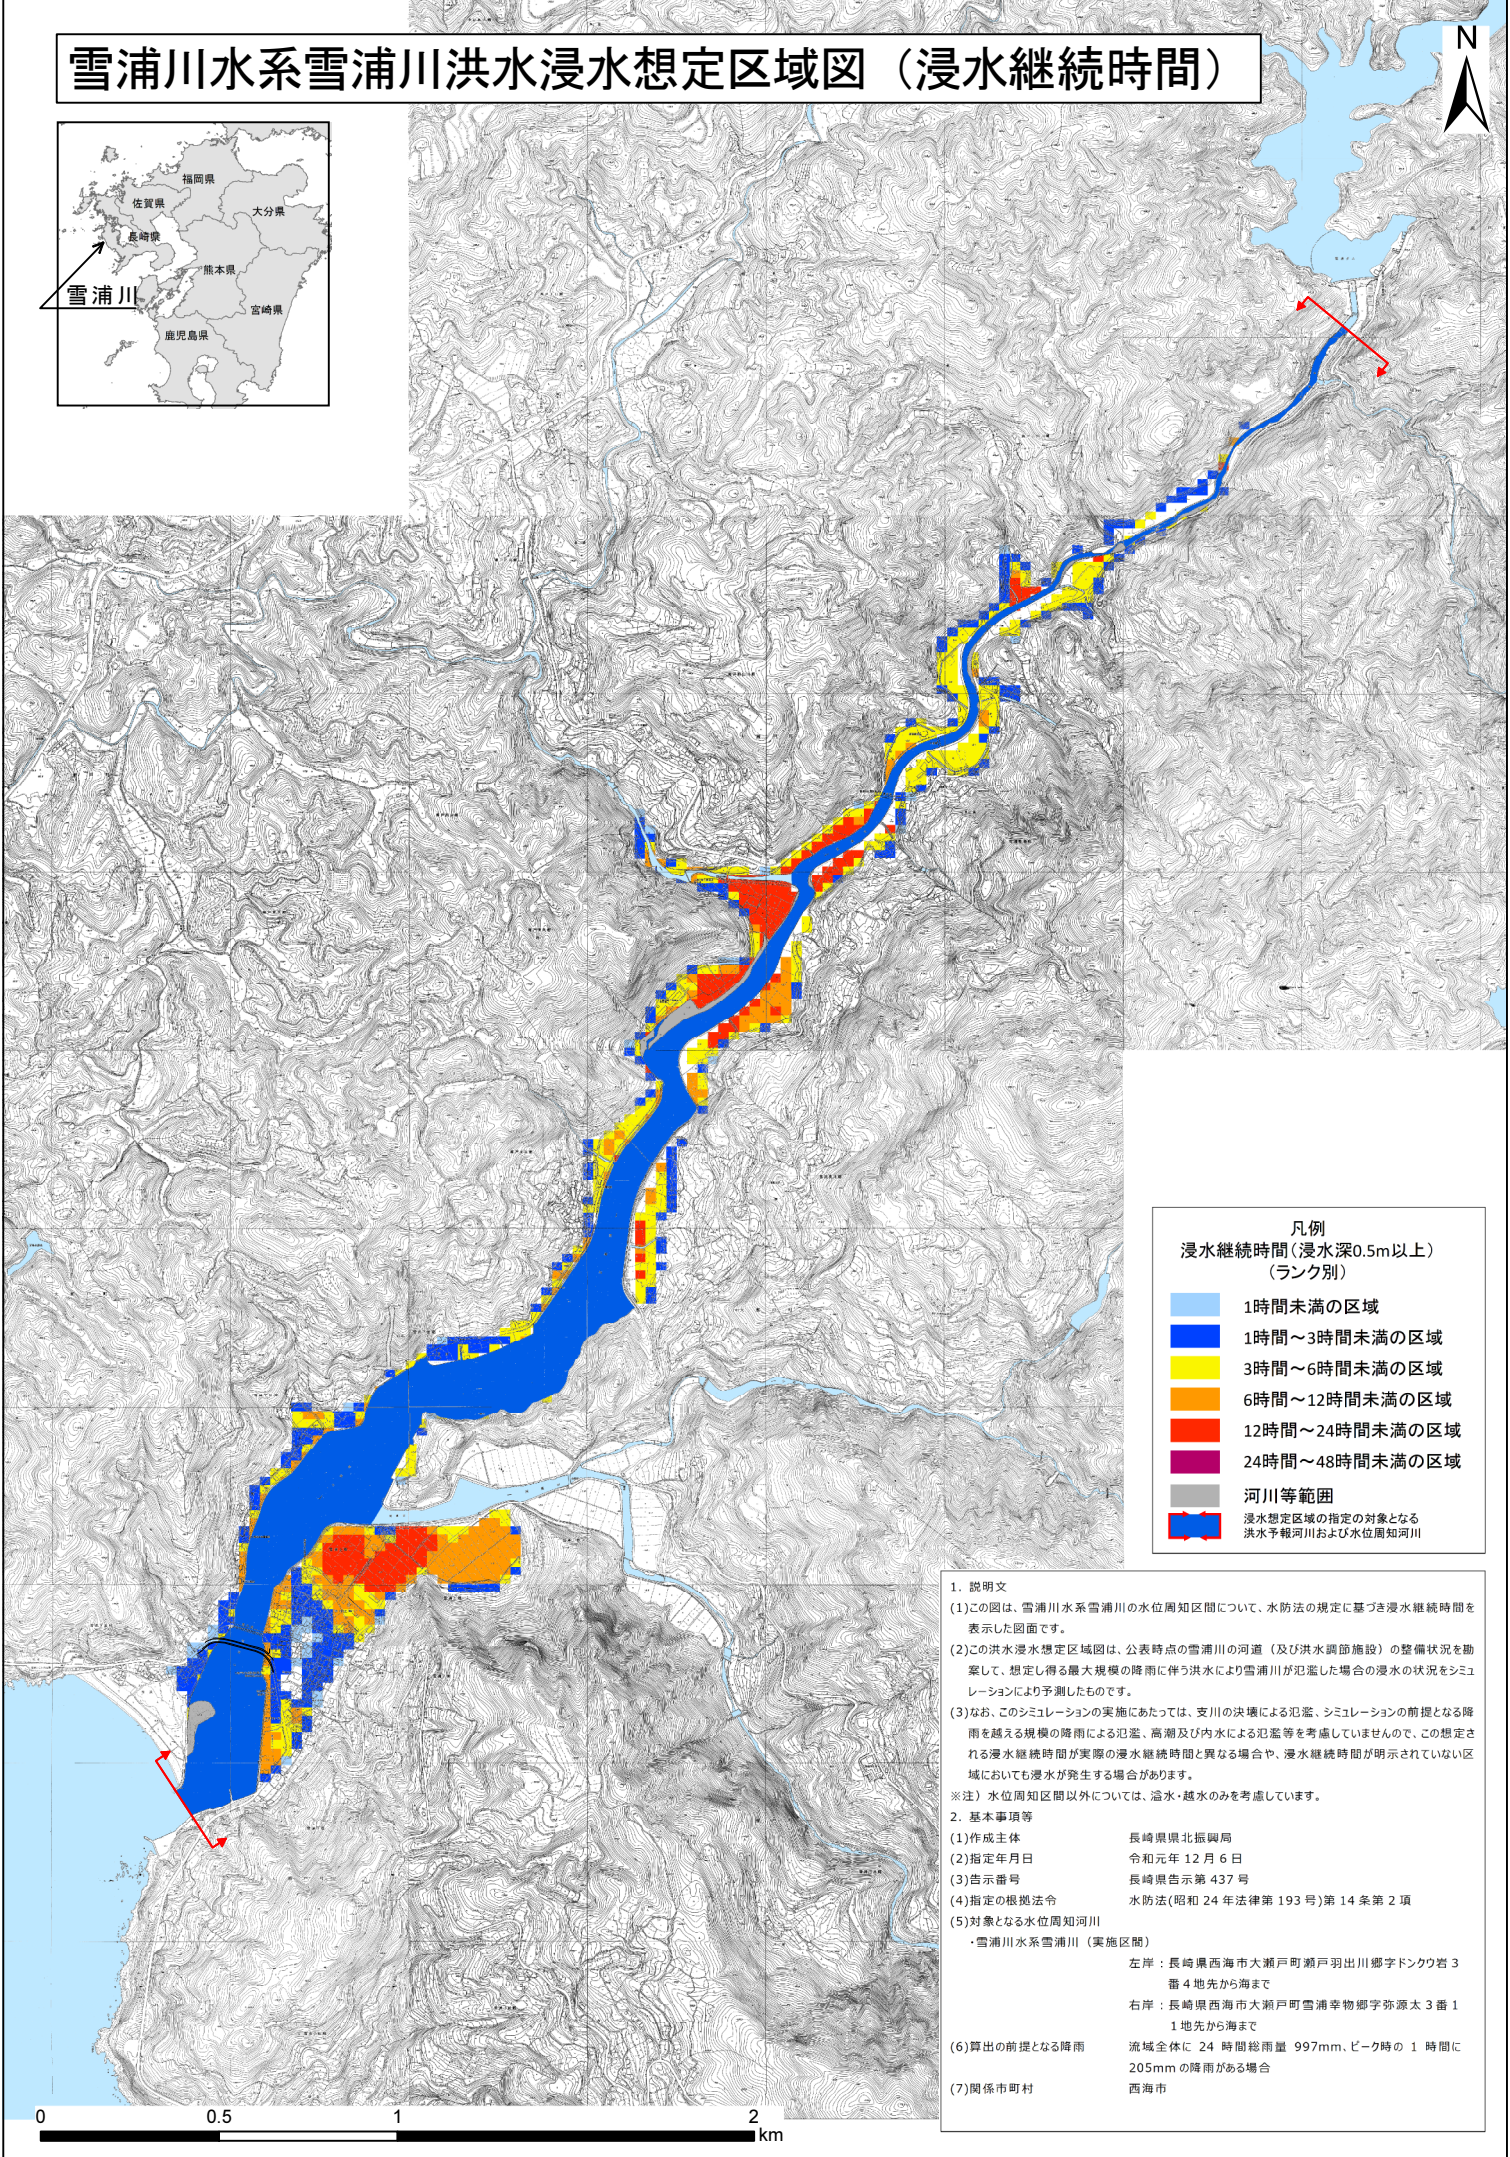 雪浦川水系雪浦川洪水浸水想定区域図（浸水継続時間）
N
福岡県
佐賀県
大分県
長崎県
熊本県
雪浦川
宮崎県
鹿児島県
凡例
浸水継続時間（浸水深0.5m以上）
（ランク別）
1時間未満の区域
1時間～3時間未満の区域
3時間～6時間未満の区域
6時間～12時間未満の区域
12時間～24時間未満の区域
24時間～48時間未満の区域
河川等範囲
浸水想定区域の指定の対象となる
洪水予報河川および水位周知河川
1. 説明文
(1)この図は、雪浦川水系雪浦川の水位周知区間について、水防法の規定に基づき浸水継続時間を
表示した図面です。
(2)この洪水浸水想定区域図は、公表時点の雪浦川の河道（及び洪水調節施設）の整備状況を勘
案して、想定し得る最大規模の降雨に伴う洪水により雪浦川が氾濫した場合の浸水の状況をシミュ
レーションにより予測したものです。
(3)なお、このシミュレーションの実施にあたっては、支川の決壊による氾濫、シミュレーションの前提となる降
雨を越える規模の降雨による氾濫、高潮及び内水による氾濫等を考慮していませんので、この想定さ
れる浸水継続時間が実際の浸水継続時間と異なる場合や、浸水継続時間が明示されていない区
域においても浸水が発生する場合があります。
※注）水位周知区間以外については、溢水・越水のみを考慮しています。
2. 基本事項等
(1)作成主体 長崎県県北振興局
(2)指定年月日 令和元年 12 月 6 日
(3)告示番号 長崎県告示第 437 号
(4)指定の根拠法令 水防法(昭和 24 年法律第 193 号)第 14 条第 2 項
(5)対象となる水位周知河川
・雪浦川水系雪浦川（実施区間）
左岸：長崎県西海市大瀬戸町瀬戸羽出川郷字ドンクウ岩 3
番 4 地先から海まで
右岸：長崎県西海市大瀬戸町雪浦幸物郷字弥源太 3 番 1
1 地先から海まで
(6)算出の前提となる降雨 流域全体に 24 時間総雨量 997mm、ピーク時の 1 時間に
205mm の降雨がある場合
(7)関係市町村 西海市
0 0.5 1 2
km